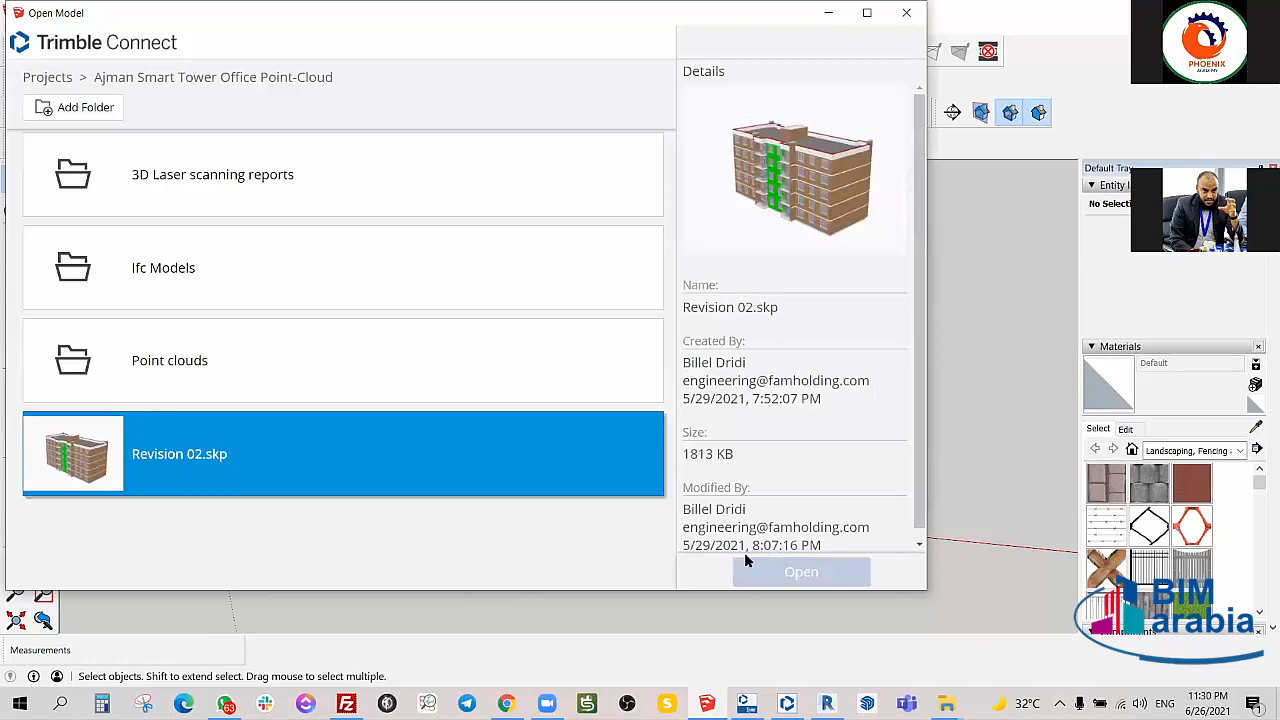 Open Model
Trimble Connect
Projects > Ajman Smart Tower Office Point-Cloud
Add Folder
3D Laser scanning reports
Ifc Models
Point clouds
Revision 02.skp
Details
Name:
Revision 02.skp
Created By:
Billel Dridi
engineering@famholding.com
5/29/2021, 7:52:07 PM
Size:
1813 KB
Modified By:
Billel Dridi
engineering@famholding.com
5/29/2021, 8:07:16 PM
Open
PHOENIX
ACADEMY
Default Tray
Entity I
No Selecti
Materials
Default
Select Edit
Landscaping, Fencing
BIM
arabia
Measurements
Select objects. Shift to extend select. Drag mouse to select multiple.
63
32°C
ENG
11:30 PM
6/26/2021